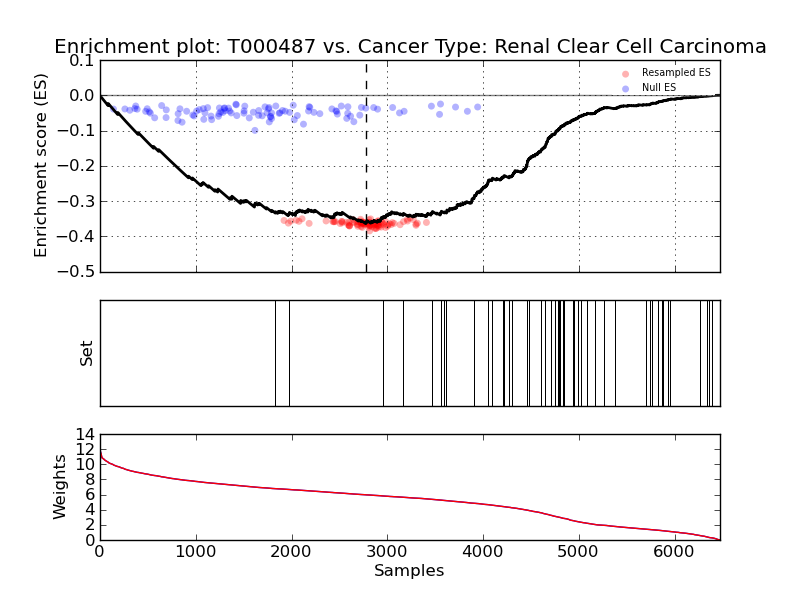 Enrichment plot: T000487 vs. Cancer Type: Renal Clear Cell Carcinoma
0.1
0.0
−0.1
−0.2
−0.3
−0.4
−0.5
Enrichment score (ES)
Resampled ES
Null ES
Set
14
12
10
8
6
4
2
0
Weights
0 1000 2000 3000 4000 5000 6000
Samples